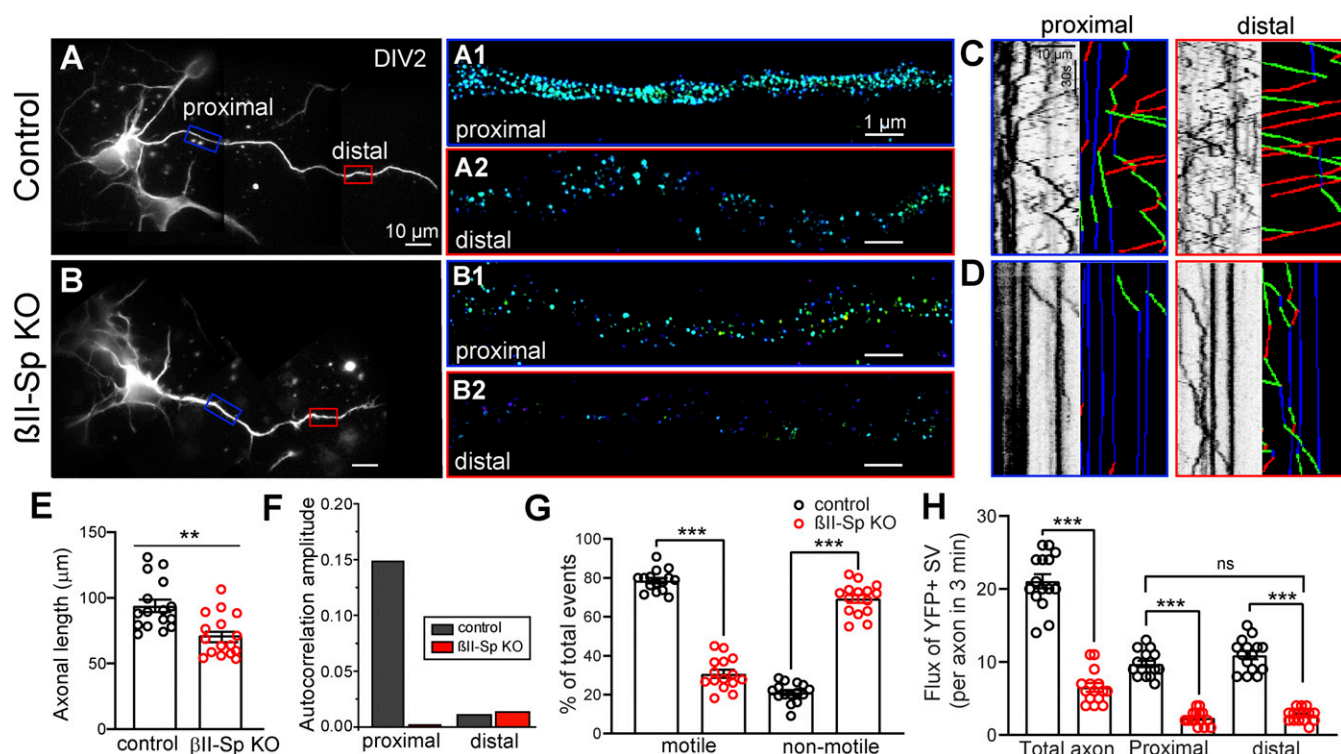 proximal distal
A DIV2 A1 C
10 µm
30s
proximal
proximal 1 µm
distal
A2
10 µm distal
Control
B B1 D
proximal
B2
distal
ßII-Sp KO
E F G H
control
ßII-Sp KO
Axonal length (µm)
150
100
50
0
**
control βII-Sp KO
Autocorrelation amplitude
0.20
0.15
0.10
0.05
0.00
control
ßII-Sp KO
proximal distal
% of total events
100
80
60
40
20
0
*** ***
motile non-motile
Flux of YFP+ SV
(per axon in 3 min)
30
20
10
0
*** ns
*** ***
Total axon Proximal distal